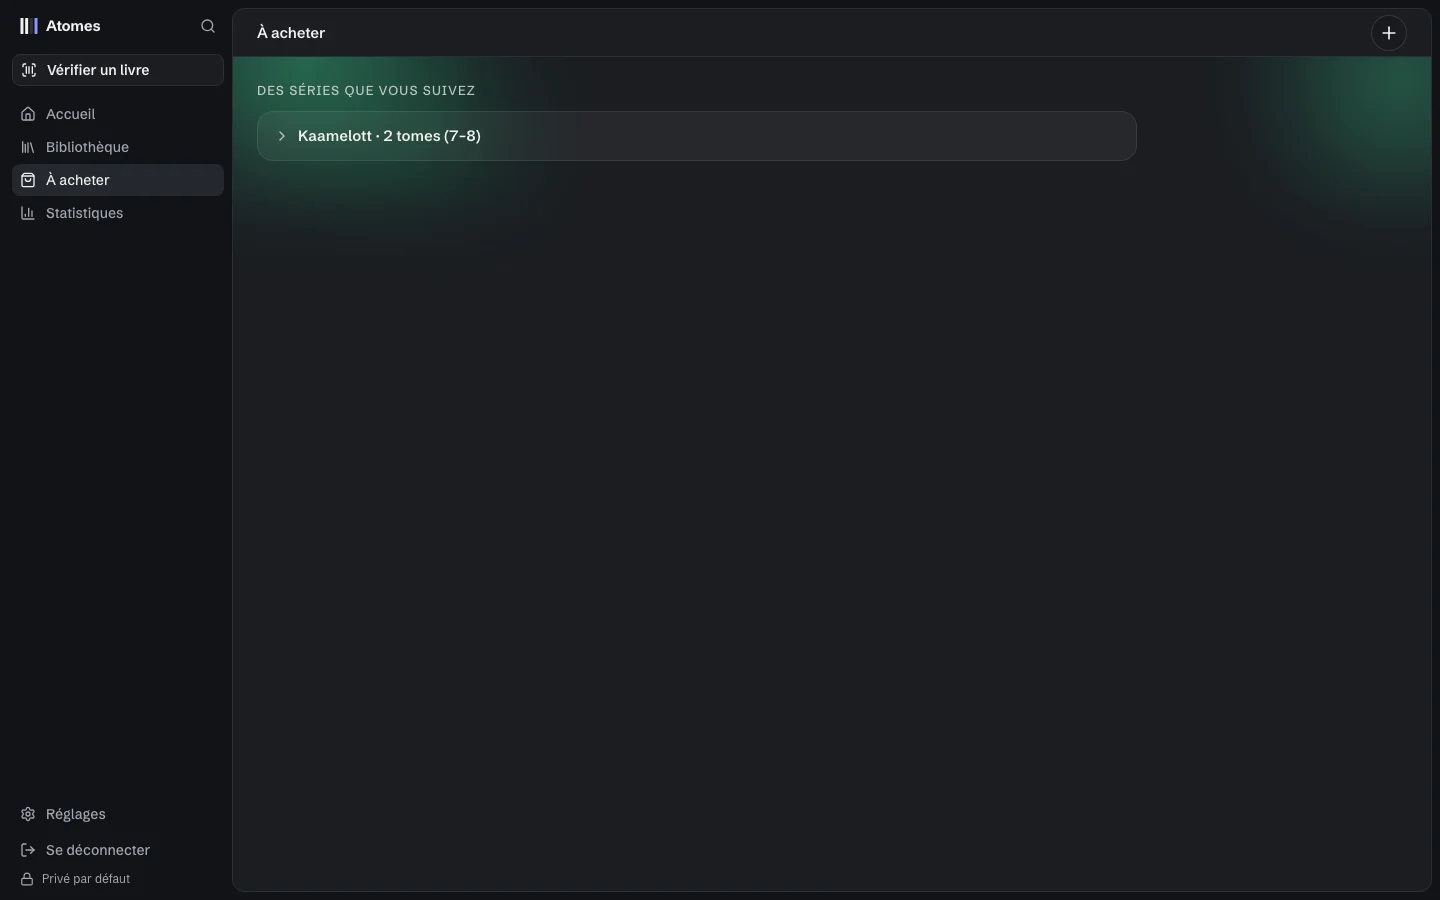 Atomes
Vérifier un livre
Accueil
Bibliothèque
À acheter
Statistiques
Réglages
Se déconnecter
Privé par défaut
À acheter
DES SÉRIES QUE VOUS SUIVEZ
Kaamelott · 2 tomes (7–8)